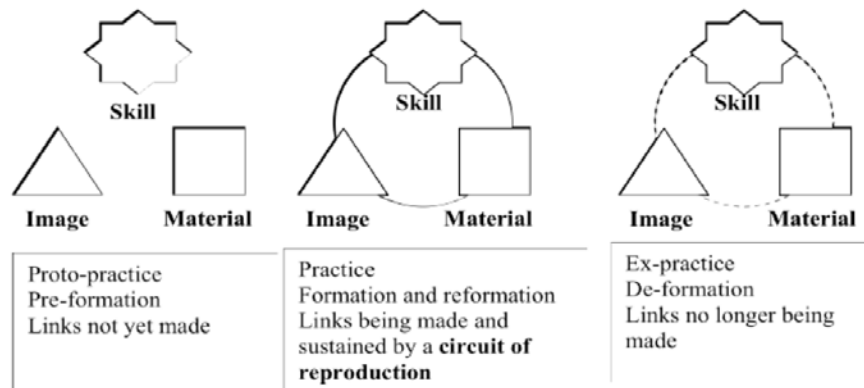 Skill
Image
Material
Proto-practice
Pre-formation
Links not yet made
Skill
Image
Material
Practice
Formation and reformation
Links being made and
sustained by a circuit of
reproduction
Skill
Image
Material
Ex-practice
De-formation
Links no longer being
made